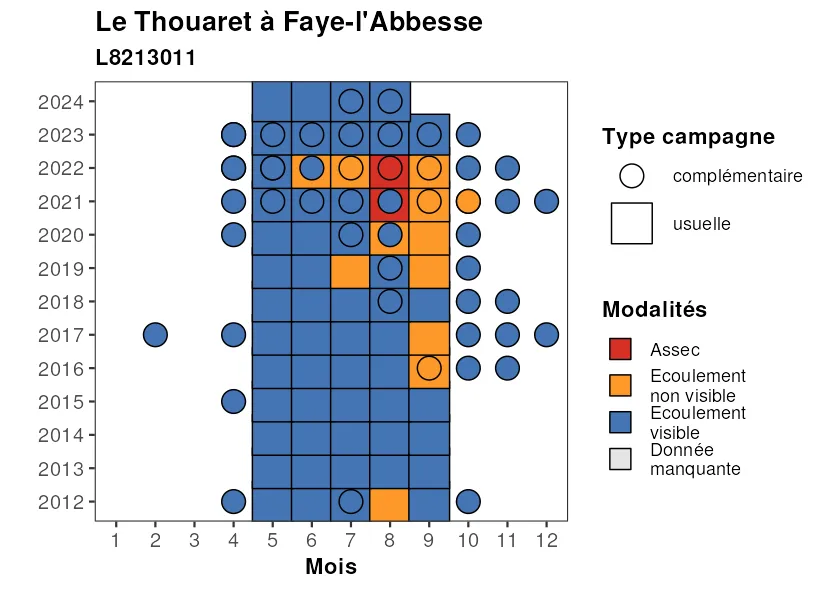 Le Thouaret à Faye-l'Abbesse
L8213011
2024
2023
2022
2021
2020
2019
2018
2017
2016
2015
2014
2013
2012
1 2 3 4 5 6 7 8 9 10 11 12
Mois
Type campagne
complémentaire
usuelle
Modalités
Assec
Ecoulement
non visible
Ecoulement
visible
Donnée
manquante